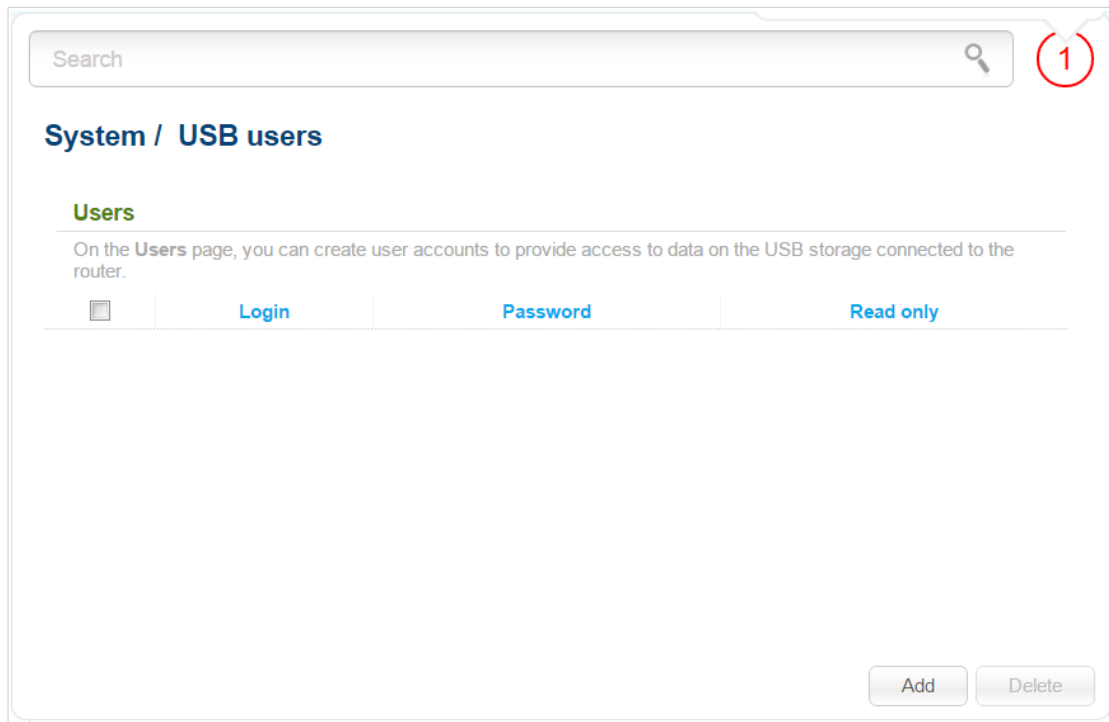 Search
1
System / USB users
Users
On the Users page, you can create user accounts to provide access to data on the USB storage connected to the
router.
Login Password Read only
Add Delete